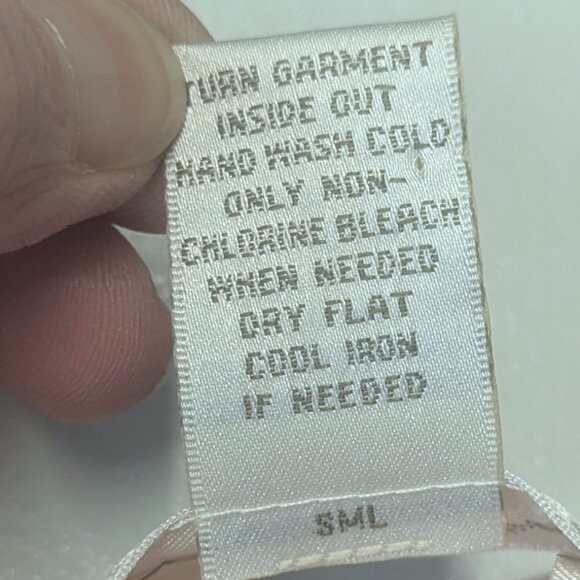 TURN GARMENT
INSIDE OUT
HAND WASH COLD
ONLY NON-
CHLORINE BLEACH
WHEN NEEDED
DRY FLAT
COOL IRON
IF NEEDED
SML